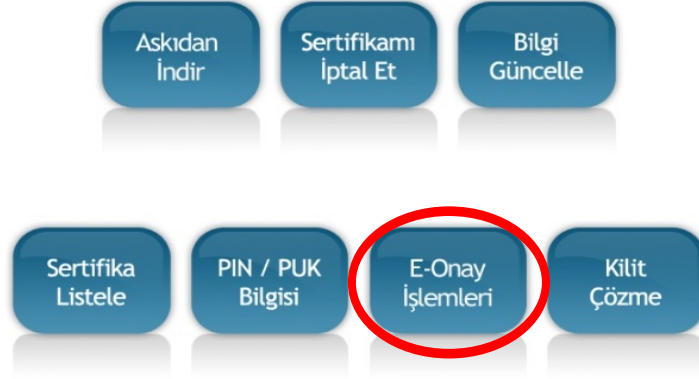 Askıdan
İndir
Sertifikamı
İptal Et
Bilgi
Güncelle
Sertifika
Listele
PIN / PUK
Bilgisi
E-Onay
İşlemleri
Kilit
Çözme